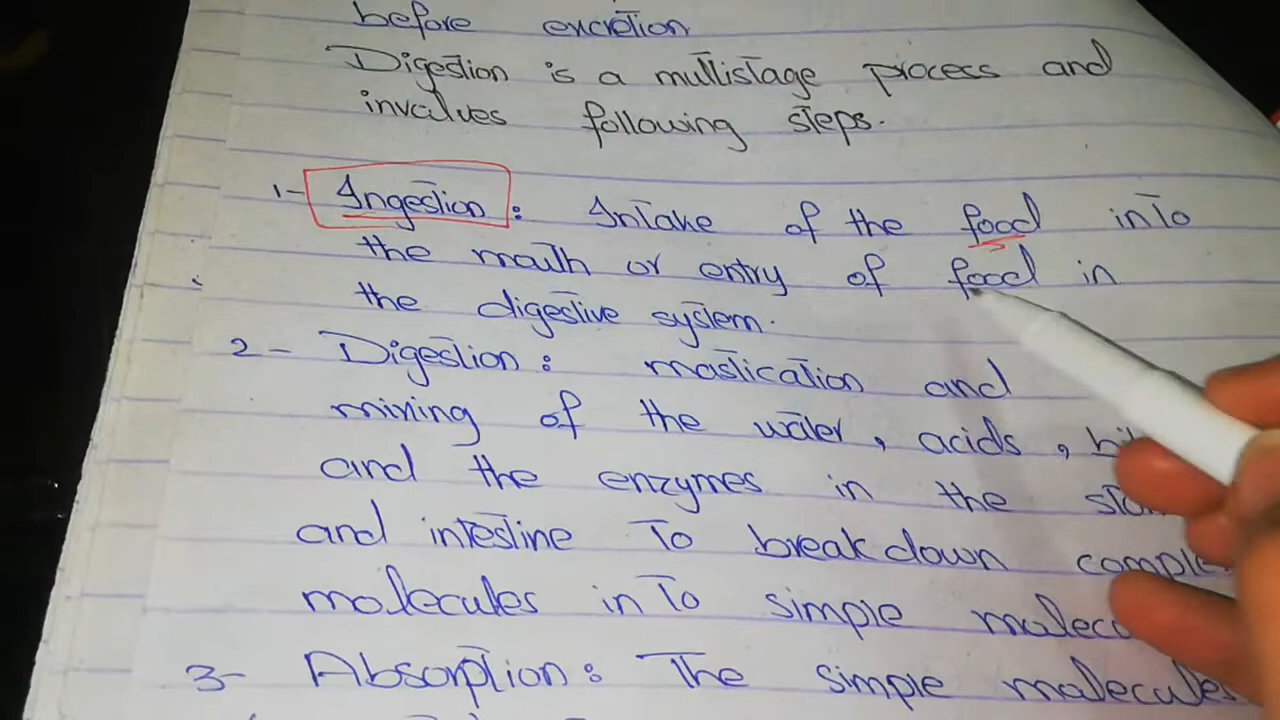 before excretion
Digestion is a multistage process and
involves following steps.
1- Ingestion: Intake of the food into
the mouth or entry of food in
the digestive system.
2- Digestion: mastication and
mixing of the water, acids,
and the enzymes in the
and intestine to breakdown
molecules into simple
3- Absorption: The simple molecules